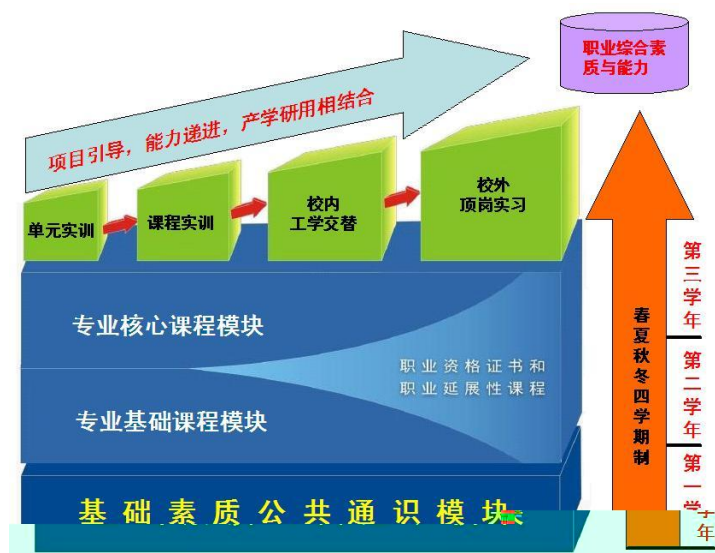 职业综合素
质与能力
项目引导，能力递进，产学研用相结合
单元实训
课程实训
校内
工学交替
校外
顶岗实习
专业核心课程模块
职业资格证书和
职业延展性课程
专业基础课程模块
基础素质公共通识模块
春夏秋冬四学期制
第三学年
第二学年
第一学年